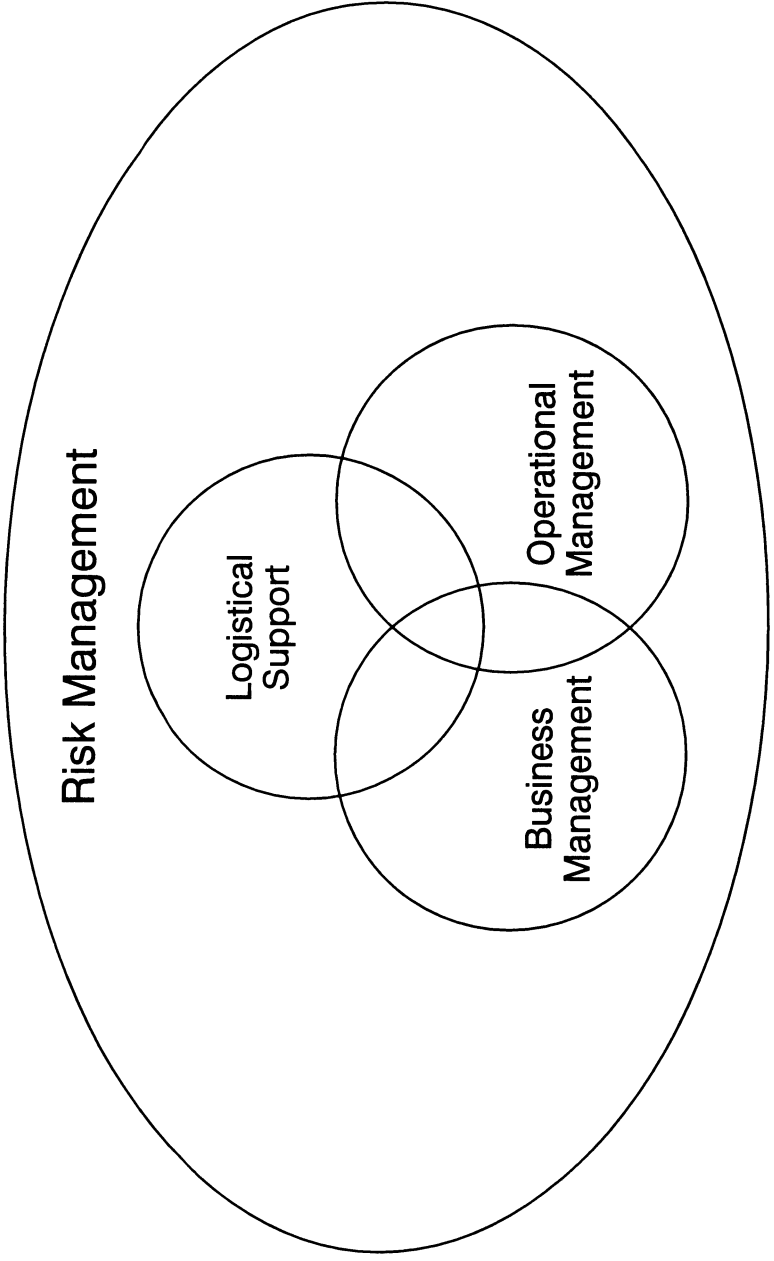 Risk Management
Logistical
Support
Business
Management
Operational
Management